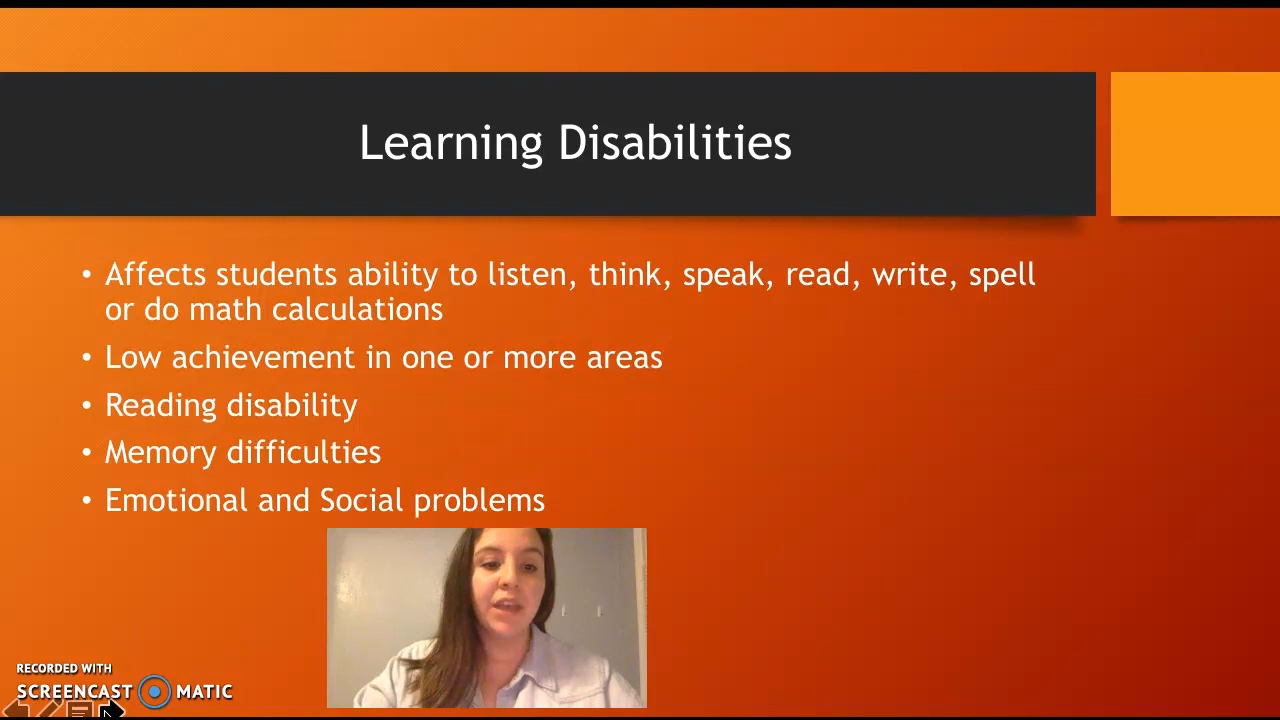 Learning Disabilities
• Affects students ability to listen, think, speak, read, write, spell
or do math calculations
• Low achievement in one or more areas
• Reading disability
• Memory difficulties
• Emotional and Social problems
RECORDED WITH
SCREENCAST MATIC